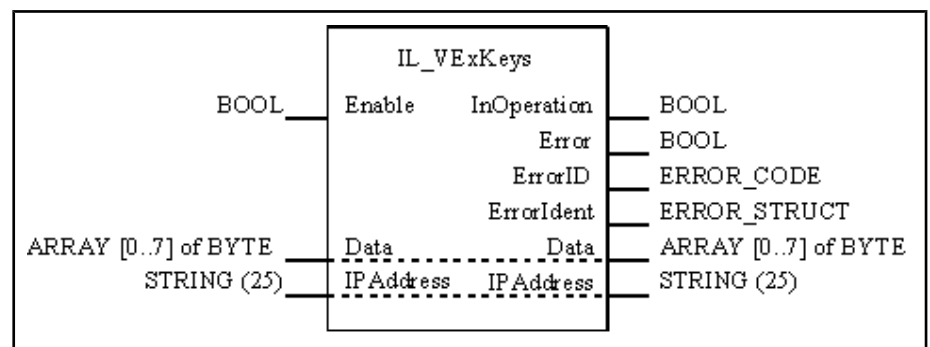 IL_VExKeys
BOOL Enable InOperation BOOL
Error BOOL
ErrorID ERROR_CODE
ErrorIdent ERROR_STRUCT
ARRAY [0..7] of BYTE Data Data ARRAY [0..7] of BYTE
STRING (25) IPAddress IPAddress STRING (25)